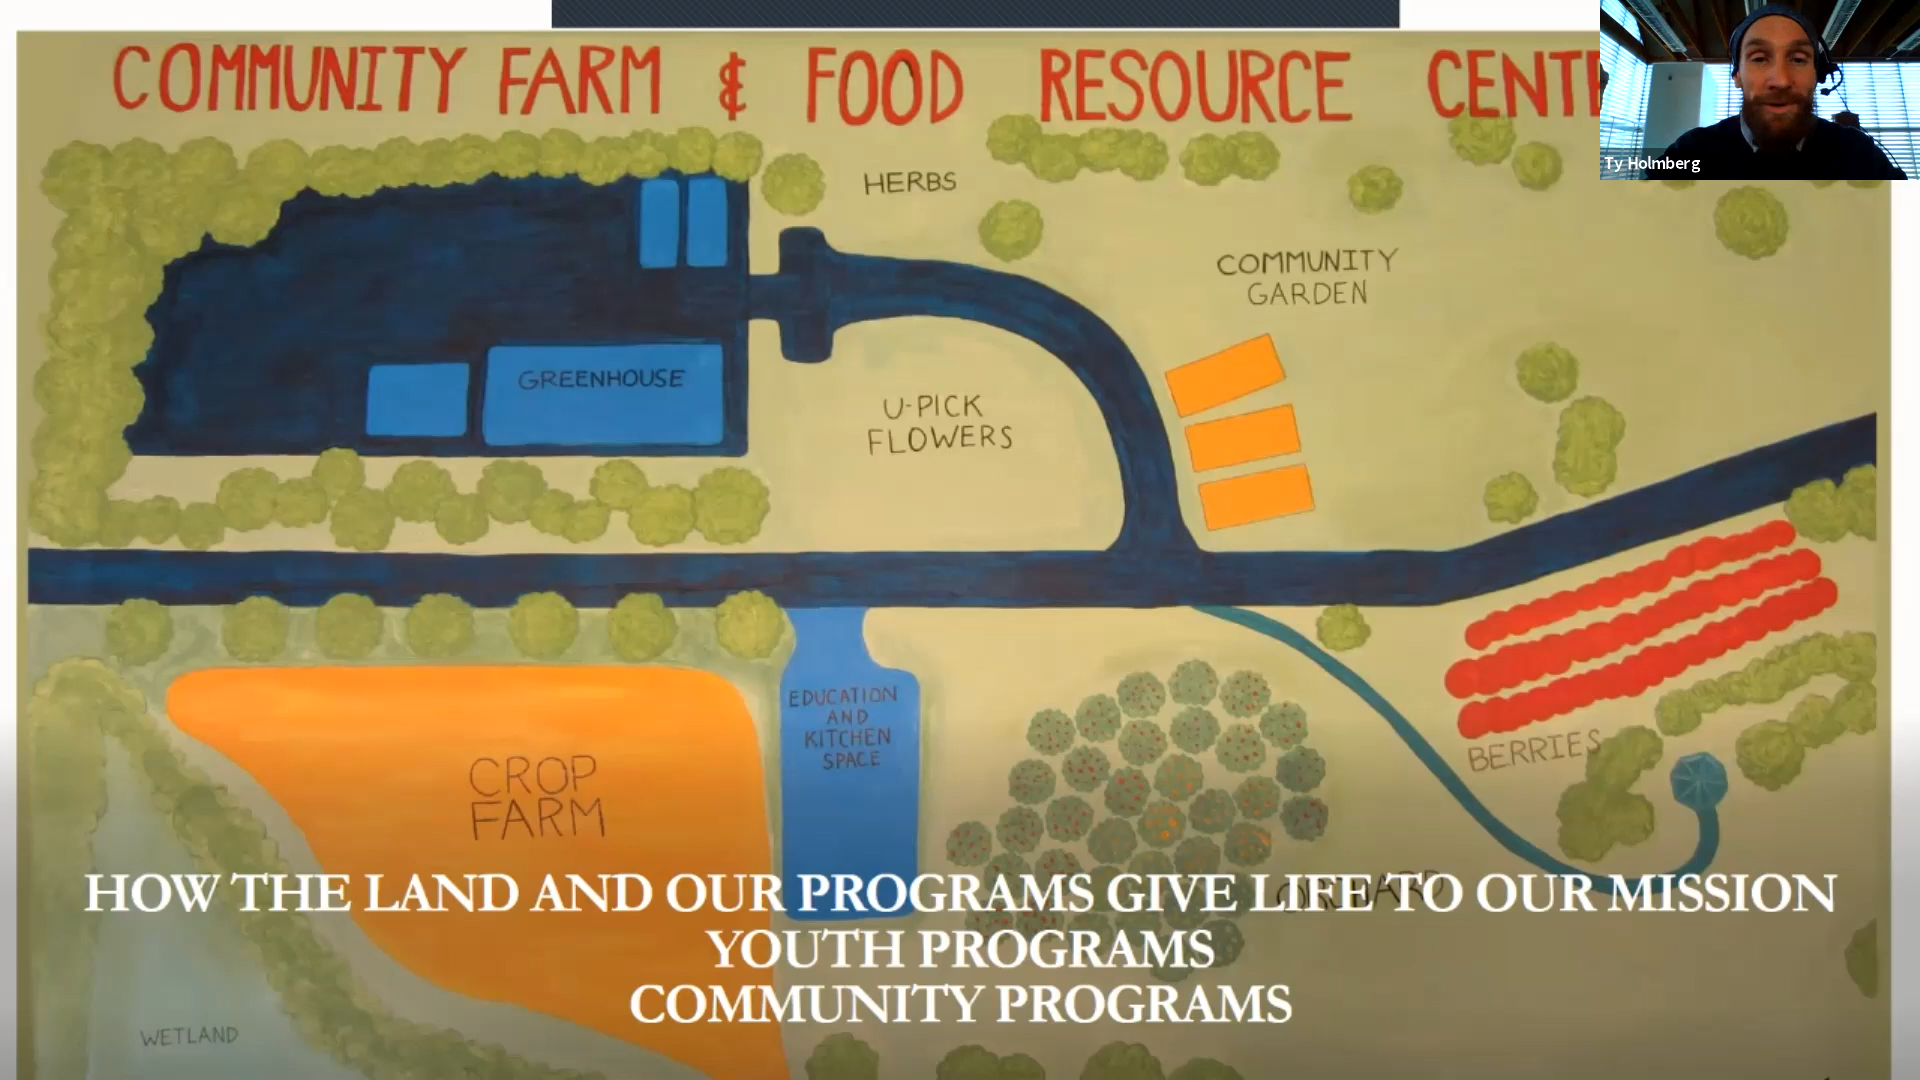 COMMUNITY FARM & FOOD RESOURCE CENT
Ty Holmberg
HERBS
COMMUNITY
GARDEN
GREENHOUSE
U-PICK
FLOWERS
EDUCATION
AND
KITCHEN
SPACE
BERRIES
CROP
FARM
ORCHARD
HOW THE LAND AND OUR PROGRAMS GIVE LIFE TO OUR MISSION
YOUTH PROGRAMS
COMMUNITY PROGRAMS
WETLAND